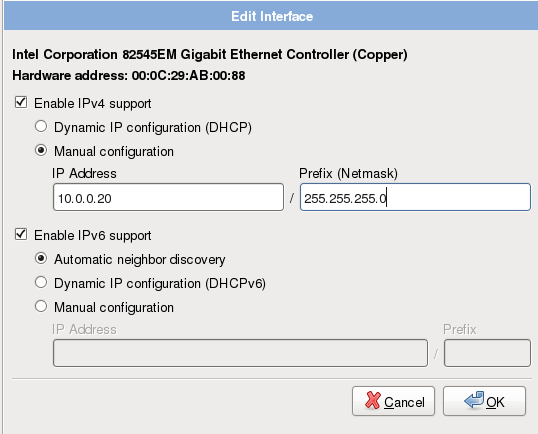 Edit Interface
Intel Corporation 82545EM Gigabit Ethernet Controller (Copper)
Hardware address: 00:0C:29:AB:00:88
Enable IPv4 support
Dynamic IP configuration (DHCP)
Manual configuration
IP Address Prefix (Netmask)
10.0.0.20 / 255.255.255.0
Enable IPv6 support
Automatic neighbor discovery
Dynamic IP configuration (DHCPv6)
Manual configuration
IP Address Prefix
/
Cancel OK